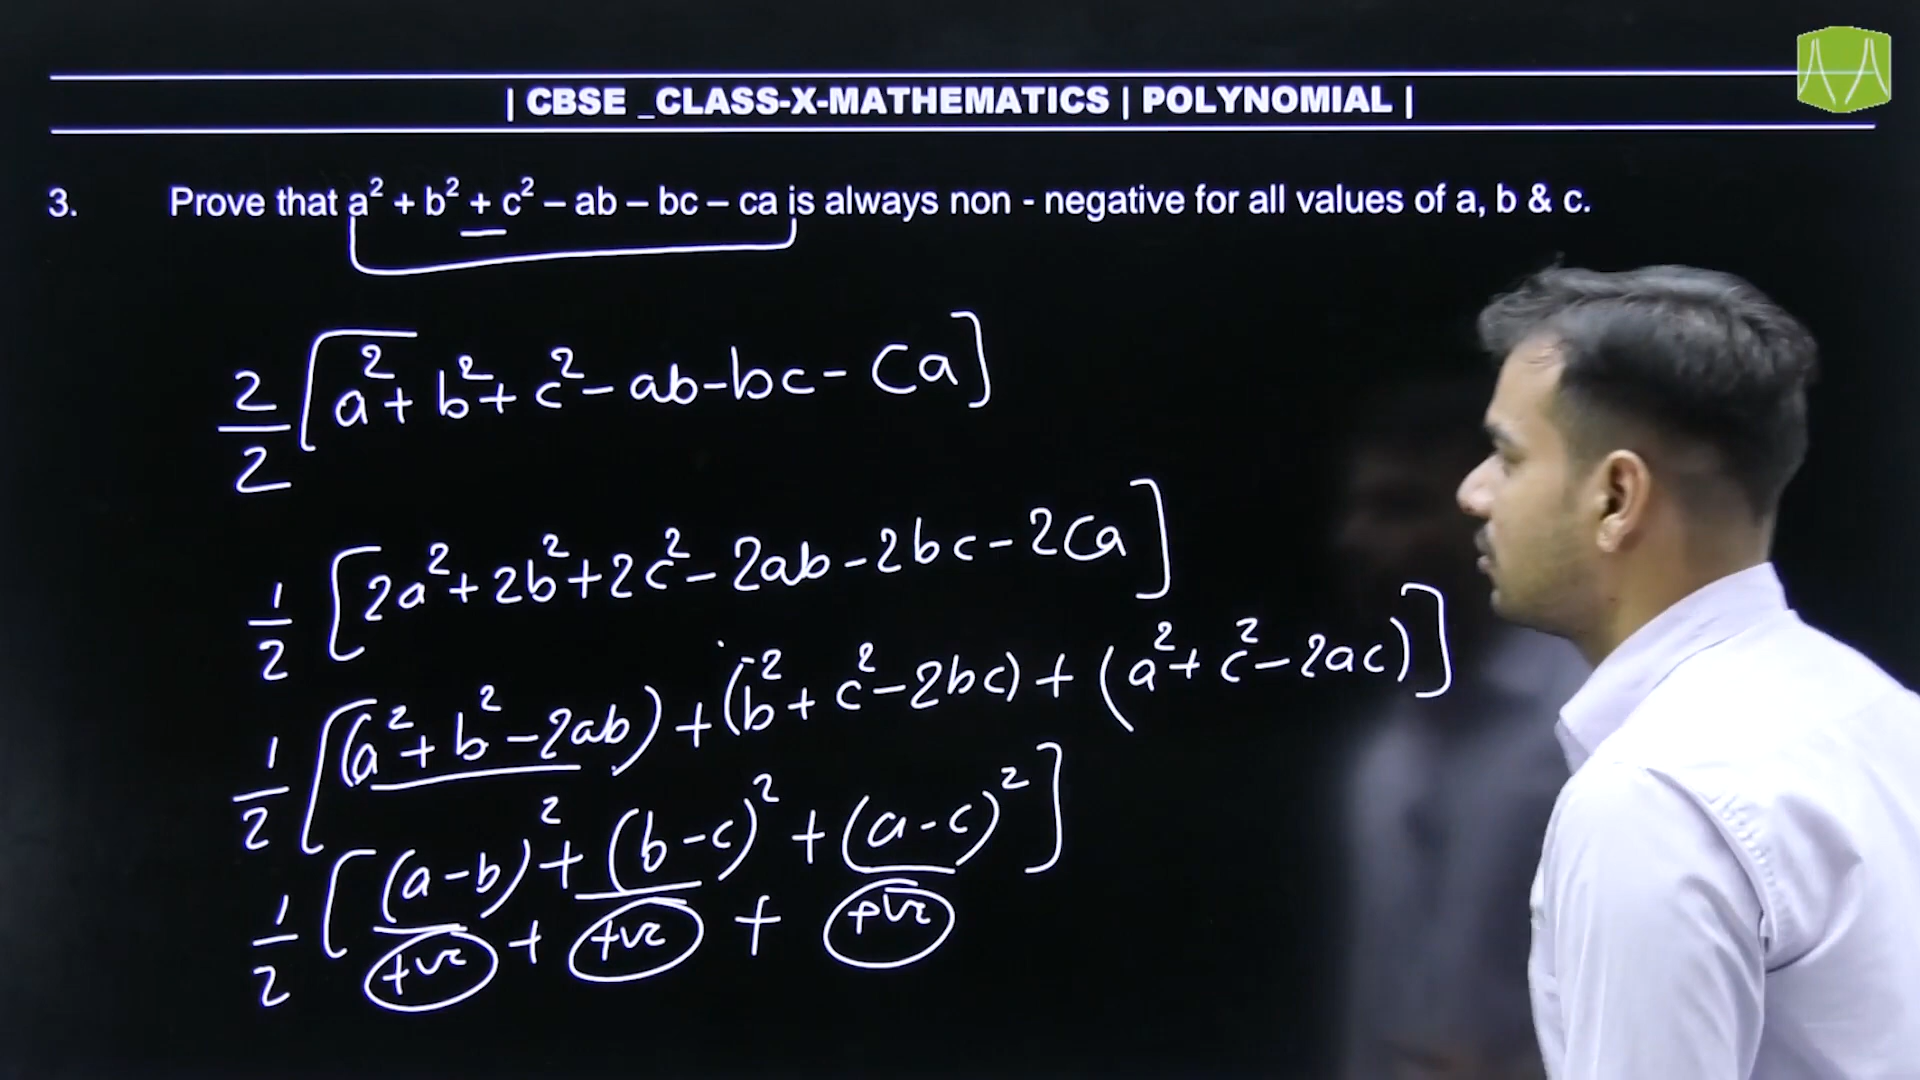 | CBSE _CLASS-X-MATHEMATICS | POLYNOMIAL |
3. Prove that a² + b² + c² – ab – bc – ca is always non - negative for all values of a, b & c.
2/2 [a² + b² + c² - ab - bc - ca]
1/2 [2a² + 2b² + 2c² - 2ab - 2bc - 2ca]
1/2 [(a² + b² - 2ab) + (b² + c² - 2bc) + (a² + c² - 2ac)]
1/2 [(a-b)² + (b-c)² + (a-c)²]
+ve + +ve + +ve